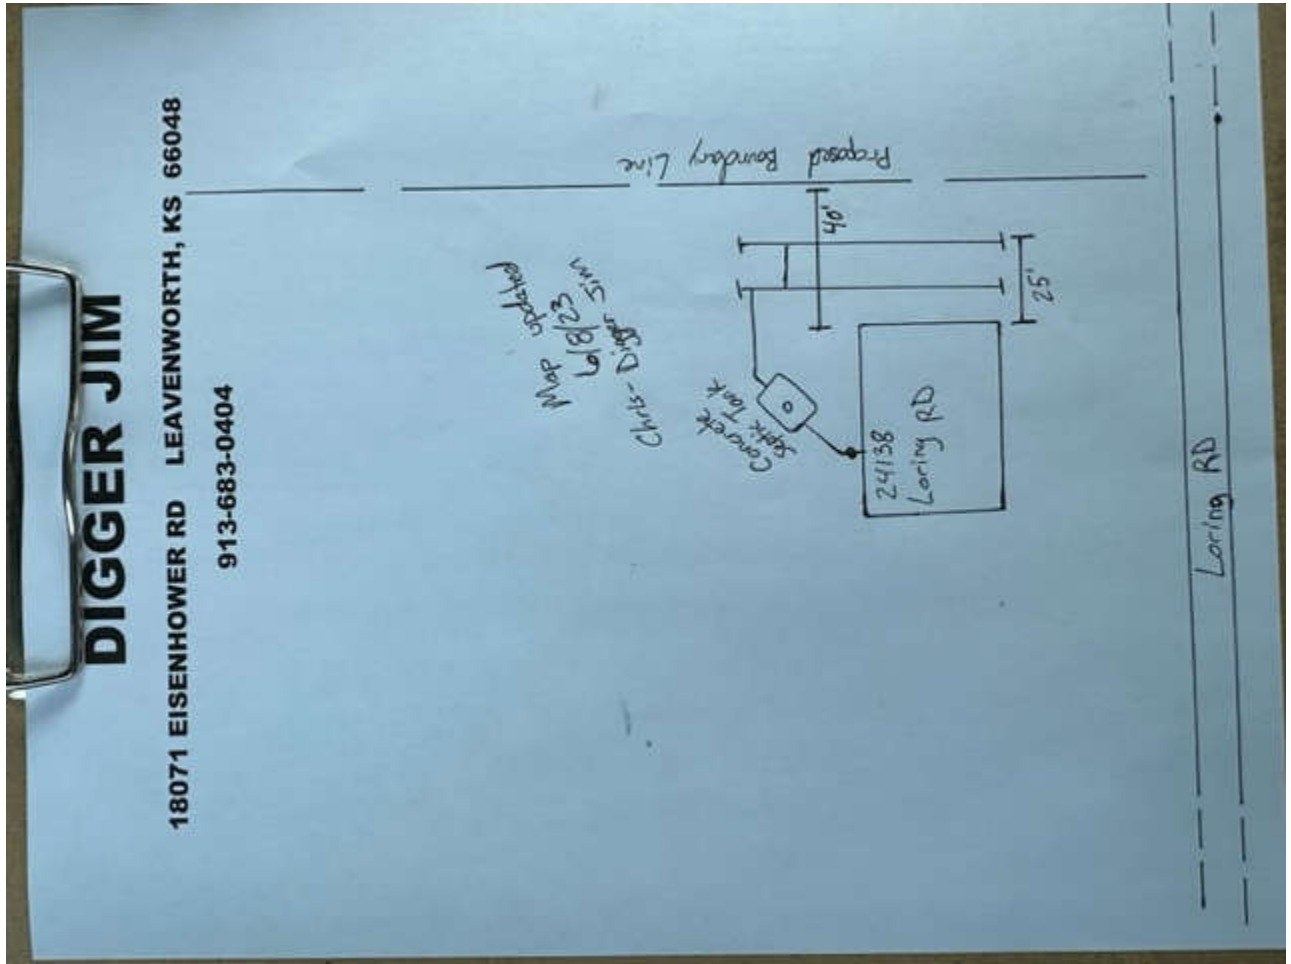 DIGGER JIM
18071 EISENHOWER RD LEAVENWORTH, KS 66048
913-683-0404
Map updated
6/8/23
Chris - Digger Jim
Proposed Boundary Line
40'
25'
Concrete
Septic Tank
24138
Loring RD
Loring RD